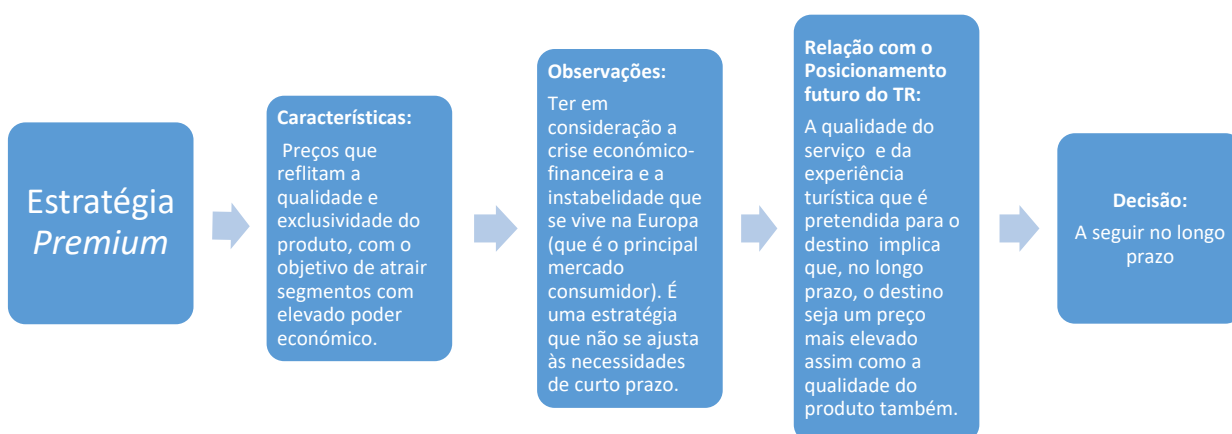 Estratégia
Premium
Características:
Preços que
reflitam a
qualidade e
exclusividade do
produto, com o
objetivo de atrair
segmentos com
elevado poder
económico.
Observações:
Ter em
consideração a
crise económico-
financeira e a
instabelidade que
se vive na Europa
(que é o principal
mercado
consumidor). É
uma estratégia
que não se ajusta
às necessidades
de curto prazo.
Relação com o
Posicionamento
futuro do TR:
A qualidade do
serviço e da
experiência
turística que é
pretendida para o
destino implica
que, no longo
prazo, o destino
seja um preço
mais elevado
assim como a
qualidade do
produto também.
Decisão:
A seguir no longo
prazo